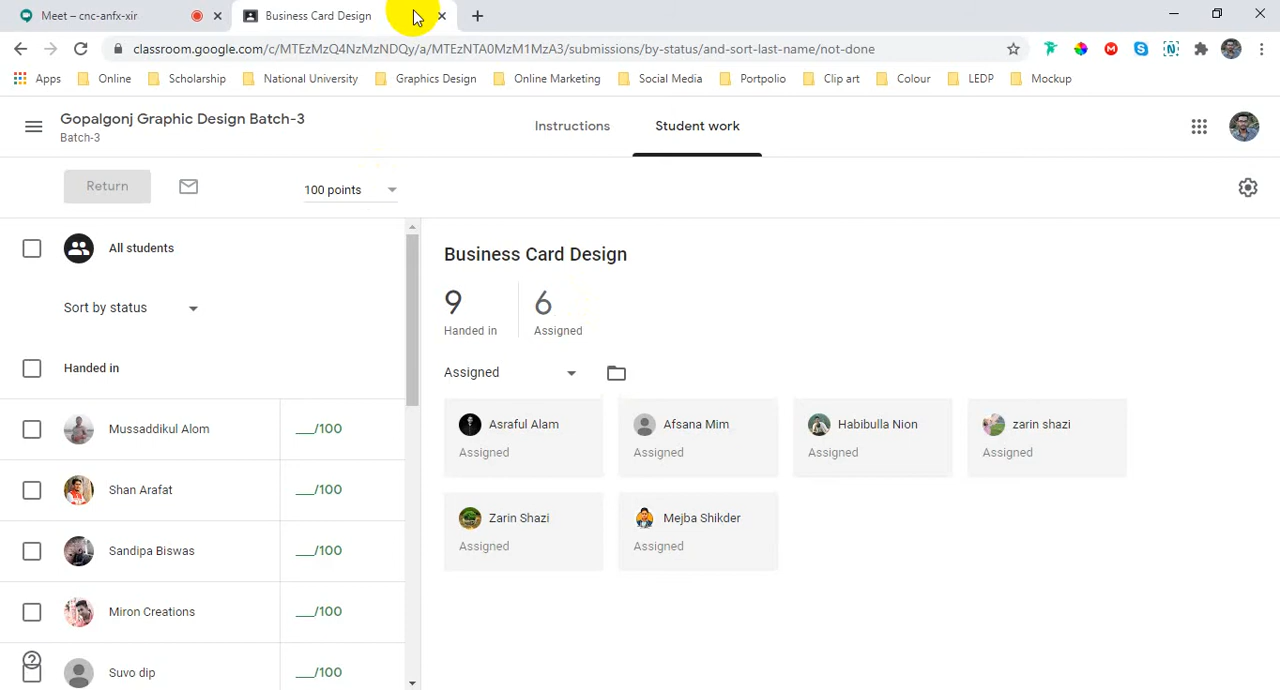 Meet – cnc-anfx-xir
Business Card Design
classroom.google.com/c/MTEzMzQ4NzMzNDQy/a/MTEzNTA0MzM1MzA3/submissions/by-status/and-sort-last-name/not-done
Apps Online Scholarship National University Graphics Design Online Marketing Social Media Portpolio Clip art Colour LEDP Mockup
Gopalgonj Graphic Design Batch-3
Batch-3
Instructions
Student work
Return
100 points
All students
Sort by status
Handed in
Mussaddikul Alom __/100
Shan Arafat __/100
Sandipa Biswas __/100
Miron Creations __/100
Suvo dip __/100
Business Card Design
9 6
Handed in Assigned
Assigned
Asraful Alam
Assigned
Afsana Mim
Assigned
Habibulla Nion
Assigned
zarin shazi
Assigned
Zarin Shazi
Assigned
Mejba Shikder
Assigned